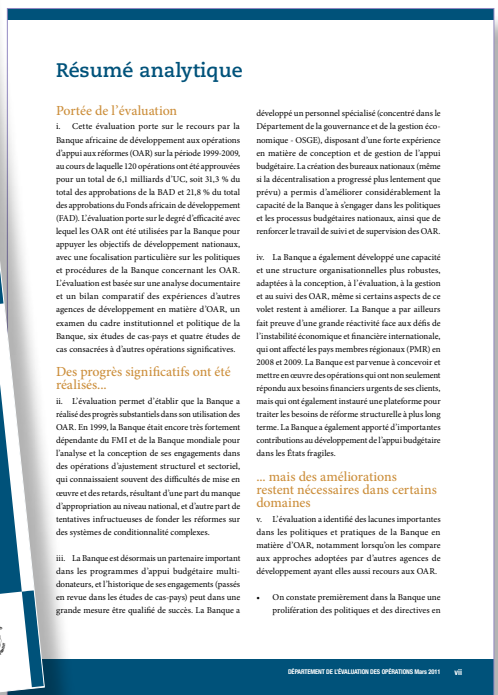 Résumé analytique
Portée de l'évaluation
i. Cette évaluation porte sur le recours par la
Banque africaine de développement aux opérations
d'appui aux réformes (OAR) sur la période 1999-2009,
au cours de laquelle 120 opérations ont été approuvées
pour un total de 6,1 milliards d'UC, soit 31,3 % du
total des approbations de la BAD et 21,8 % du total
des approbations du Fonds africain de développement
(FAD). L'évaluation porte sur le degré d'efficacité avec
lequel les OAR ont été utilisées par la Banque pour
appuyer les objectifs de développement nationaux,
avec une focalisation particulière sur les politiques
et procédures de la Banque concernant les OAR.
L'évaluation est basée sur une analyse documentaire
et un bilan comparatif des expériences d'autres
agences de développement en matière d'OAR, un
examen du cadre institutionnel et politique de la
Banque, six études de cas-pays et quatre études de
cas consacrées à d'autres opérations significatives.
Des progrès significatifs ont été
réalisés...
ii. L'évaluation permet d'établir que la Banque a
réalisé des progrès substantiels dans son utilisation des
OAR. En 1999, la Banque était encore très fortement
dépendante du FMI et de la Banque mondiale pour
l'analyse et la conception de ses engagements dans
des opérations d'ajustement structurel et sectoriel,
qui connaissaient souvent des difficultés de mise en
œuvre et des retards, résultant d'une part du manque
d'appropriation au niveau national, et d'autre part de
tentatives infructueuses de fonder les réformes sur
des systèmes de conditionnalité complexes.
iii. La Banque est désormais un partenaire important
dans les programmes d'appui budgétaire multi-
donateurs, et l'historique de ses engagements (passés
en revue dans les études de cas-pays) peut dans une
grande mesure être qualifié de succès. La Banque a
développé un personnel spécialisé (concentré dans le
Département de la gouvernance et de la gestion éco-
nomique - OSGE), disposant d'une forte expérience
en matière de conception et de gestion de l'appui
budgétaire. La création des bureaux nationaux (même
si la décentralisation a progressé plus lentement que
prévu) a permis d'améliorer considérablement la
capacité de la Banque à s'engager dans les politiques
et les processus budgétaires nationaux, ainsi que de
renforcer le travail de suivi et de supervision des OAR.
iv. La Banque a également développé une capacité
et une structure organisationnelle plus robustes,
adaptées à la conception, à l'évaluation, à la gestion
et au suivi des OAR, même si certains aspects de ce
volet restent à améliorer. La Banque a par ailleurs
fait preuve d'une grande réactivité face aux défis de
l'instabilité économique et financière internationale,
qui ont affecté les pays membres régionaux (PMR) en
2008 et 2009. La Banque est parvenue à concevoir et
mettre en œuvre des opérations qui ont non seulement
répondu aux besoins financiers urgents de ses clients,
mais qui ont également instauré une plateforme pour
traiter les besoins de réforme structurelle à plus long
terme. La Banque a également apporté d'importantes
contributions au développement de l'appui budgétaire
dans les États fragiles.
... mais des améliorations
restent nécessaires dans certains
domaines
v. L'évaluation a identifié des lacunes importantes
dans les politiques et pratiques de la Banque en
matière d'OAR, notamment lorsqu'on les compare
aux approches adoptées par d'autres agences de
développement ayant elles aussi recours aux OAR.
• On constate premièrement dans la Banque une
prolifération des politiques et des directives en
DÉPARTEMENT DE L'ÉVALUATION DES OPÉRATIONS Mars 2011 vii